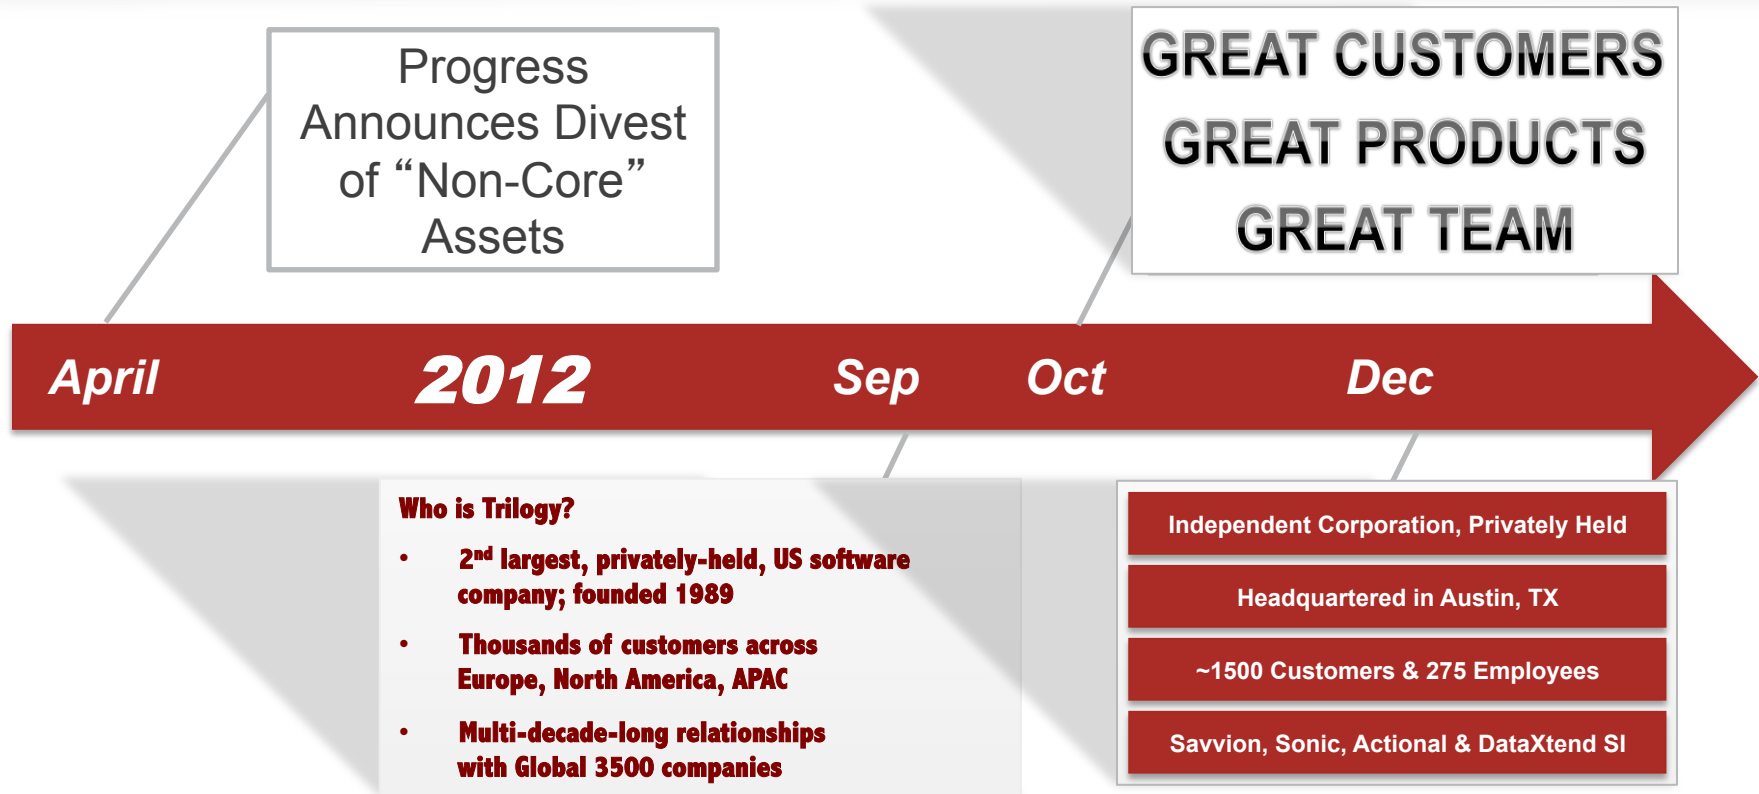 Progress
Announces Divest
of “Non-Core”
Assets
GREAT CUSTOMERS
GREAT PRODUCTS
GREAT TEAM
April
2012
Sep
Oct
Dec
Who is Trilogy?
• 2nd largest, privately-held, US software
company; founded 1989
• Thousands of customers across
Europe, North America, APAC
• Multi-decade-long relationships
with Global 3500 companies
Independent Corporation, Privately Held
Headquartered in Austin, TX
~1500 Customers & 275 Employees
Savvion, Sonic, Actional & DataXtend SI